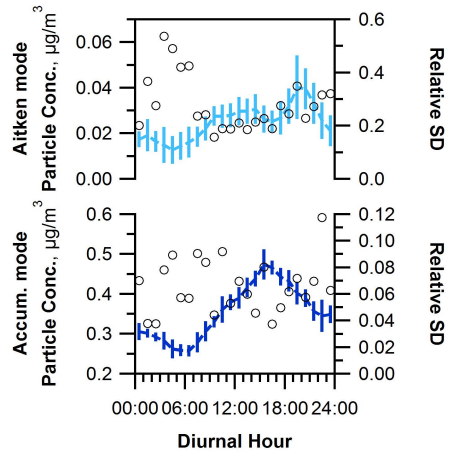 0.06
0.04
0.02
0.00
Aitken mode
Particle Conc., µg/m³
0.6
0.4
0.2
0.0
Relative SD
0.6
0.5
0.4
0.3
0.2
Accum. mode
Particle Conc., µg/m³
0.12
0.10
0.08
0.06
0.04
0.02
0.00
Relative SD
00:00 06:00 12:00 18:00 24:00
Diurnal Hour